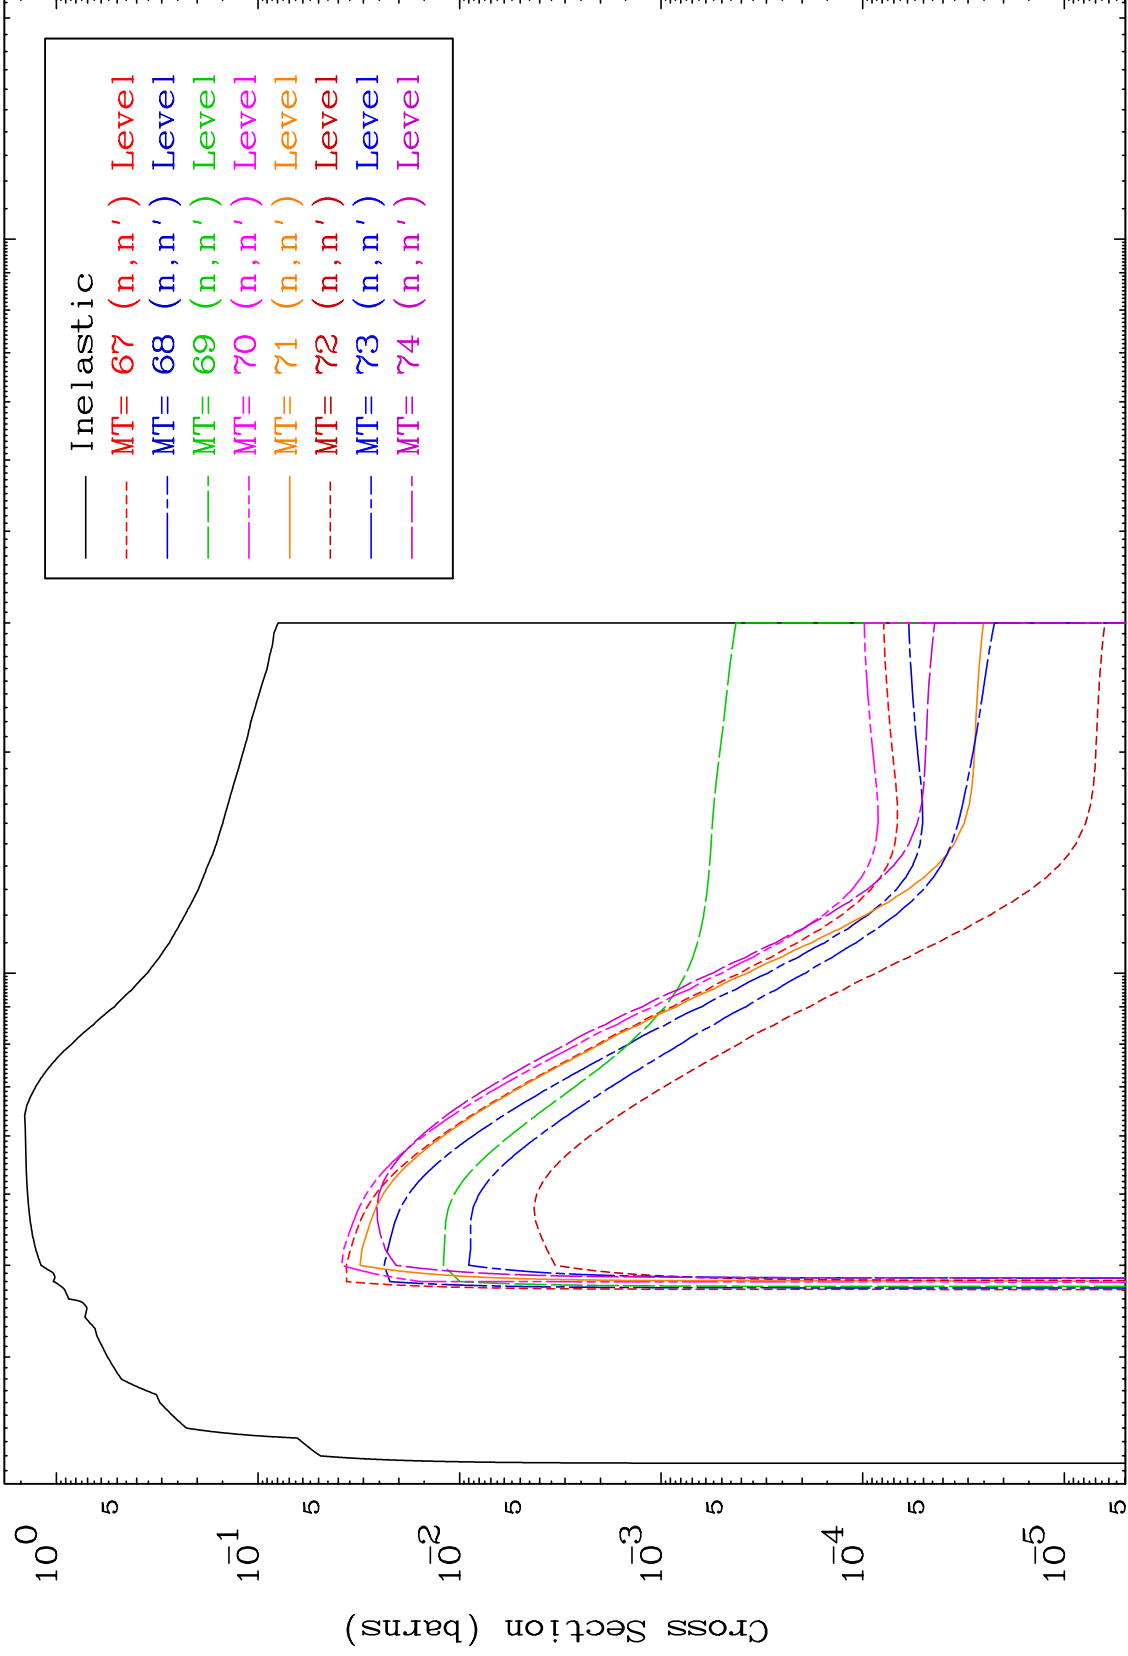 Inelastic
MT= 67 (n,n') Level
MT= 68 (n,n') Level
MT= 69 (n,n') Level
MT= 70 (n,n') Level
MT= 71 (n,n') Level
MT= 72 (n,n') Level
MT= 73 (n,n') Level
MT= 74 (n,n') Level
10^0
5
10^-1
5
10^-2
5
10^-3
5
10^-4
5
10^-5
5
Cross Section (barns)